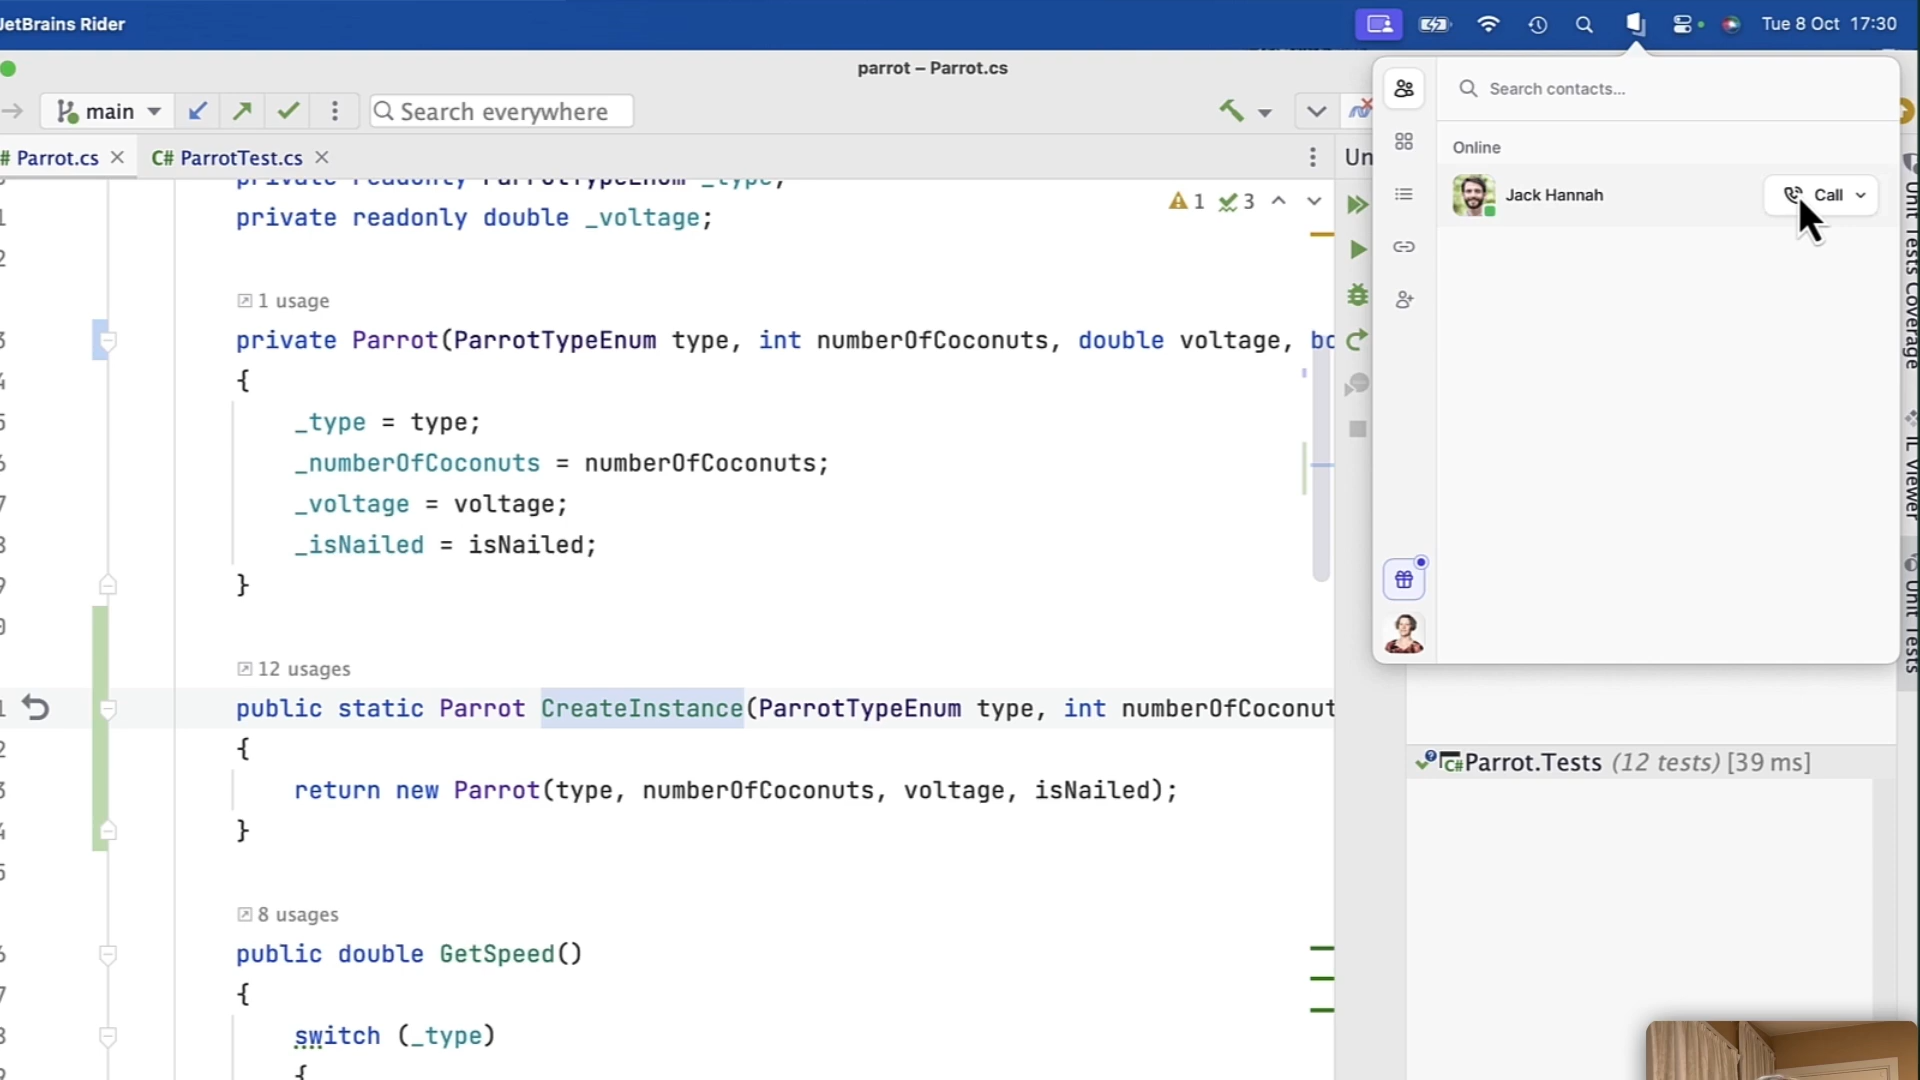 JetBrains Rider
Tue 8 Oct 17:30
parrot – Parrot.cs
main
Search everywhere
Parrot.cs
C# ParrotTest.cs
Un
private readonly ParrotTypeEnum _type;
private readonly double _voltage;
1 3
1 usage
private Parrot(ParrotTypeEnum type, int numberOfCoconuts, double voltage, bo
{
_type = type;
_numberOfCoconuts = numberOfCoconuts;
_voltage = voltage;
_isNailed = isNailed;
}
12 usages
public static Parrot CreateInstance(ParrotTypeEnum type, int numberOfCoconut
{
return new Parrot(type, numberOfCoconuts, voltage, isNailed);
}
8 usages
public double GetSpeed()
{
switch (_type)
{
Search contacts...
Online
Jack Hannah
Call
Unit Tests Coverage
IL Viewer
Unit Tests
C# Parrot.Tests (12 tests) [39 ms]